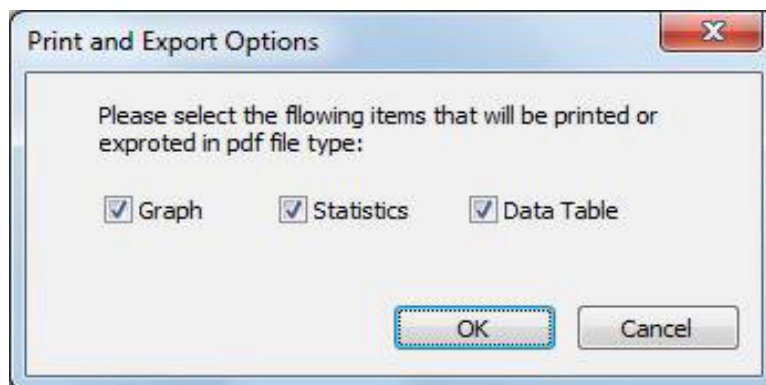 Print and Export Options
Please select the fllowing items that will be printed or
exproted in pdf file type:
Graph Statistics Data Table
OK Cancel